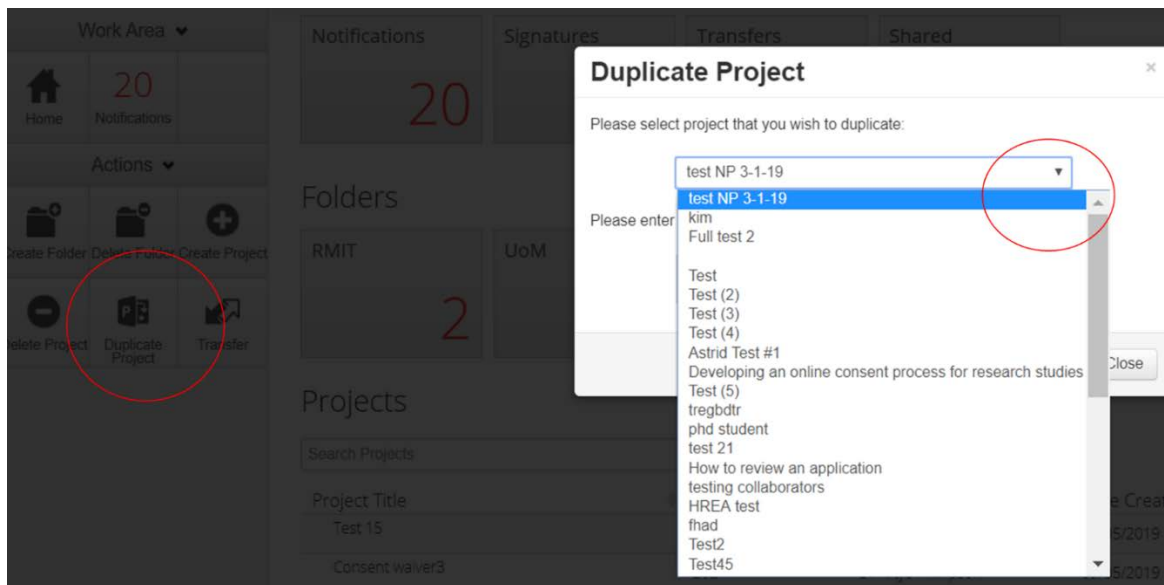 Work Area
Home
20
Notifications
Actions
Create Folder
Delete Folder
Create Project
Delete Project
Duplicate
Project
Transfer
Notifications
20
Signatures
Transfers
Shared
Folders
RMIT
2
UoM
Projects
Search Projects
Project Title
Test 15
Consent waiver3
Duplicate Project
×
Please select project that you wish to duplicate:
test NP 3-1-19
Please enter
test NP 3-1-19
kim
Full test 2
Test
Test (2)
Test (3)
Test (4)
Astrid Test #1
Developing an online consent process for research studies
Test (5)
tregbdtr
phd student
test 21
How to review an application
testing collaborators
HREA test
fhad
Test2
Test45
Close
5/2019
5/2019